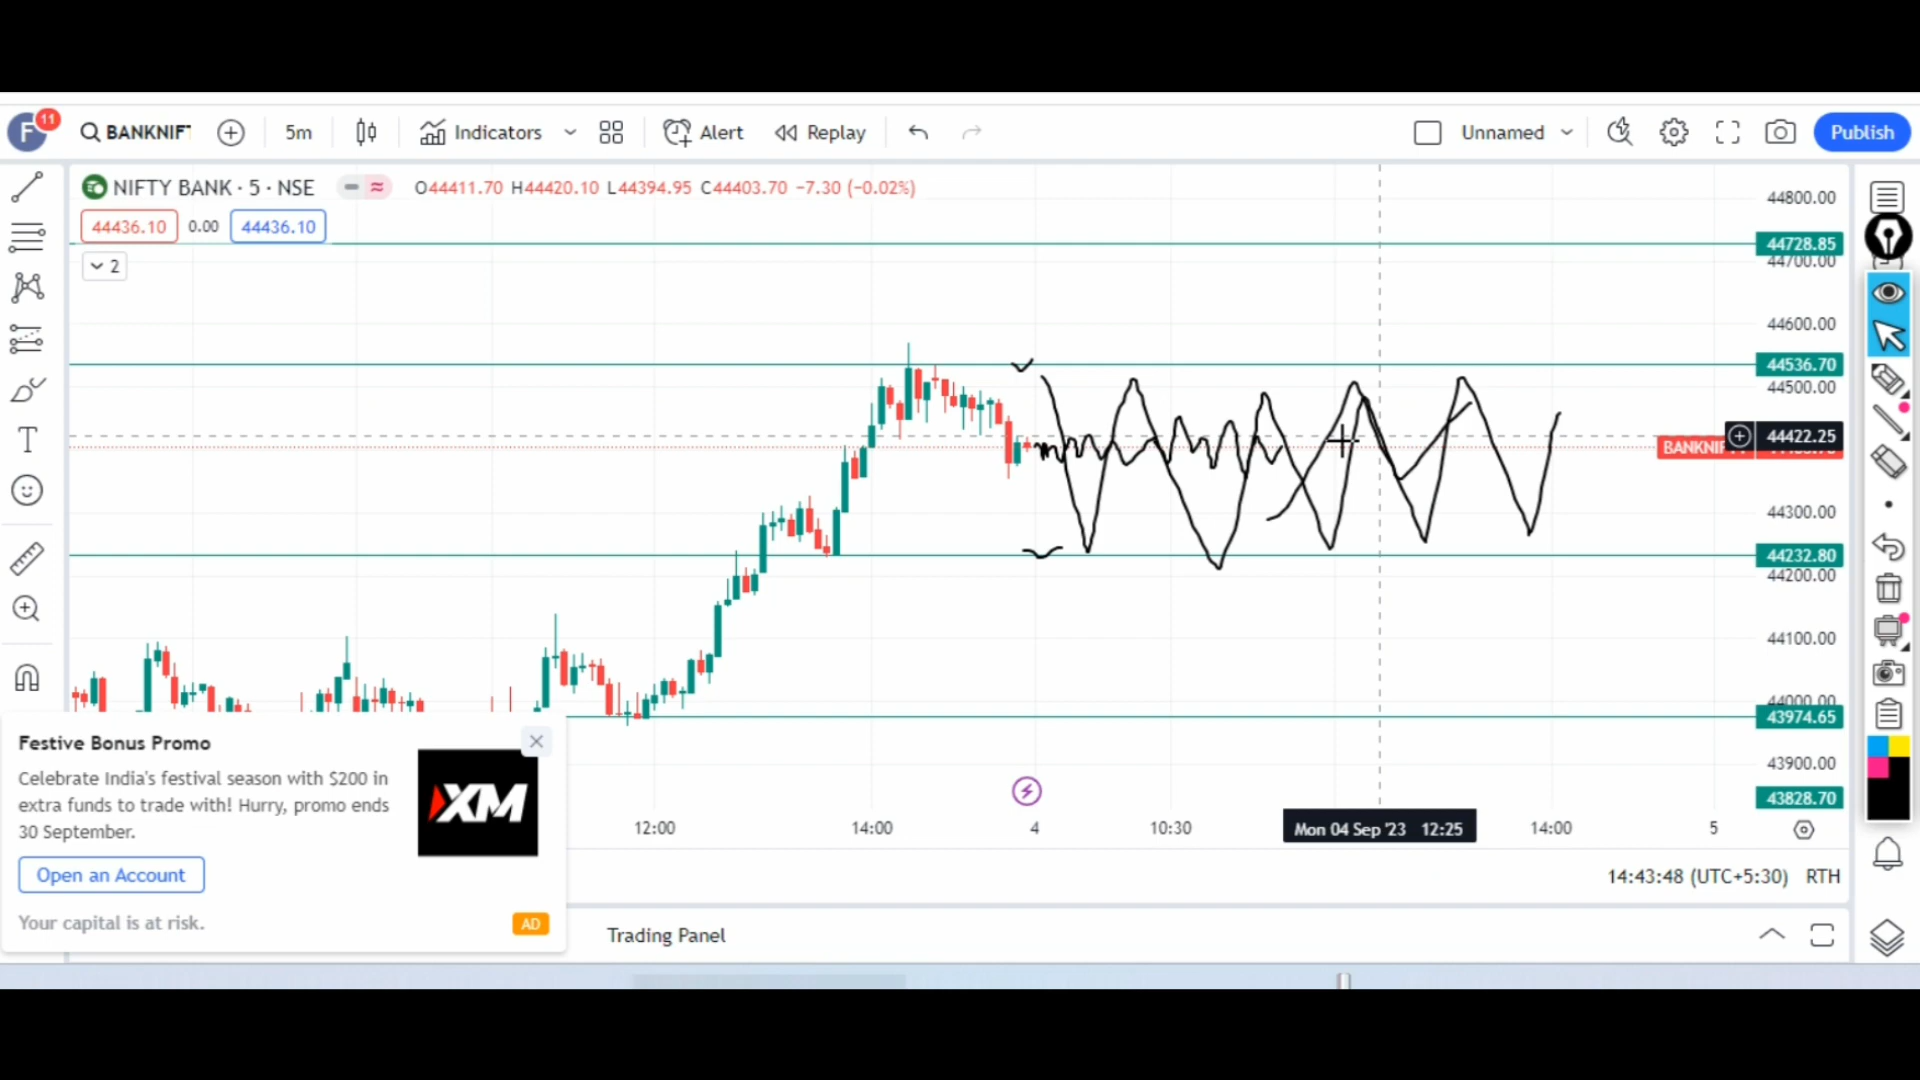 F 11 BANKNIFT 5m Indicators Alert Replay Unnamed Publish
NIFTY BANK · 5 · NSE O44411.70 H44420.10 L44394.95 C44403.70 −7.30 (−0.02%)
44436.10 0.00 44436.10
2
44800.00
44728.85
44700.00
44600.00
44536.70
44500.00
44422.25
BANKNIF
44300.00
44232.80
44200.00
44100.00
44000.00
43974.65
43900.00
43828.70
Festive Bonus Promo
Celebrate India's festival season with $200 in
extra funds to trade with! Hurry, promo ends
30 September.
XM
Open an Account
Your capital is at risk.
AD
12:00 14:00 4 10:30 Mon 04 Sep '23 12:25 14:00 5
14:43:48 (UTC+5:30) RTH
Trading Panel